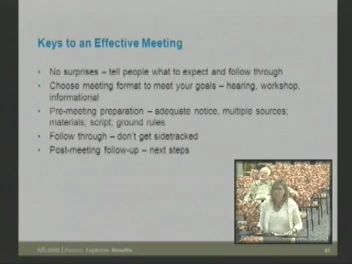 Keys to an Effective Meeting
• No surprises – tell people what to expect and follow through
• Choose meeting format to meet your goals – hearing, workshop,
informational
• Pre-meeting preparation – adequate notice, multiple sources;
materials; script; ground rules
• Follow through – don't get sidetracked
• Post-meeting follow-up – next steps
Expertise. Results.